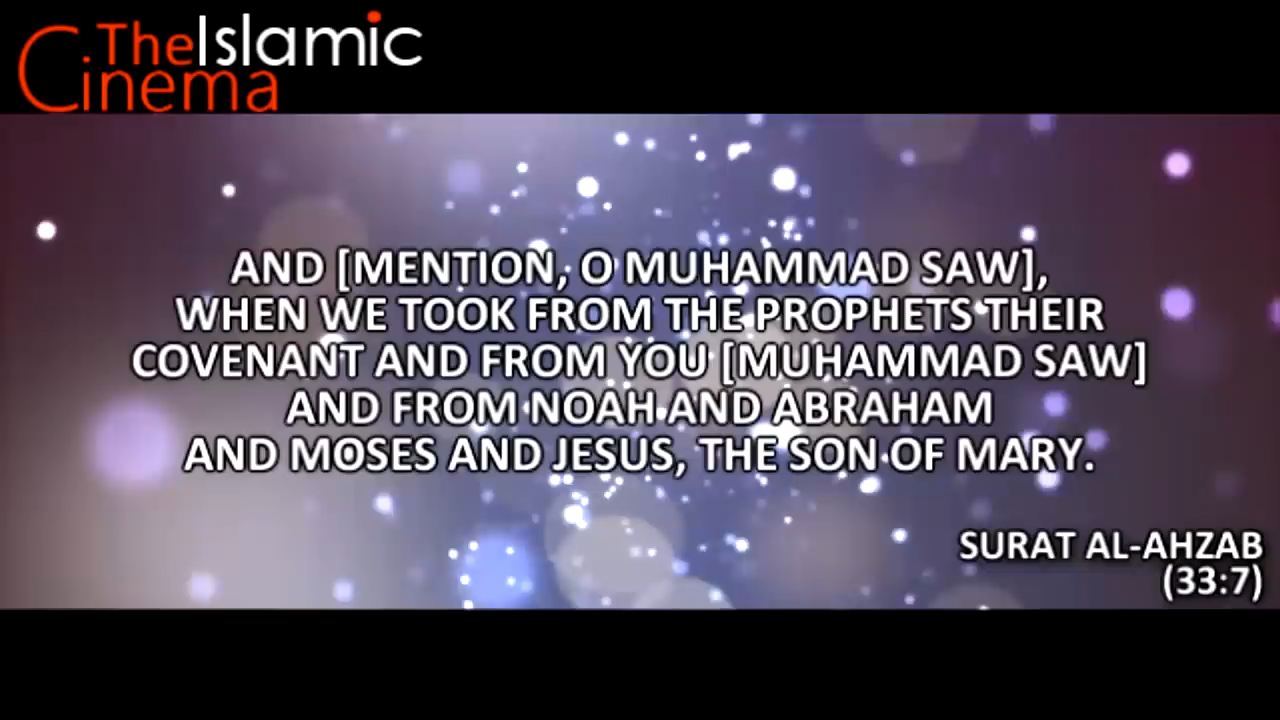 TheIslamic
Cinema
AND [MENTION, O MUHAMMAD SAW],
WHEN WE TOOK FROM THE PROPHETS THEIR
COVENANT AND FROM YOU [MUHAMMAD SAW]
AND FROM NOAH AND ABRAHAM
AND MOSES AND JESUS, THE SON OF MARY.
SURAT AL-AHZAB
(33:7)